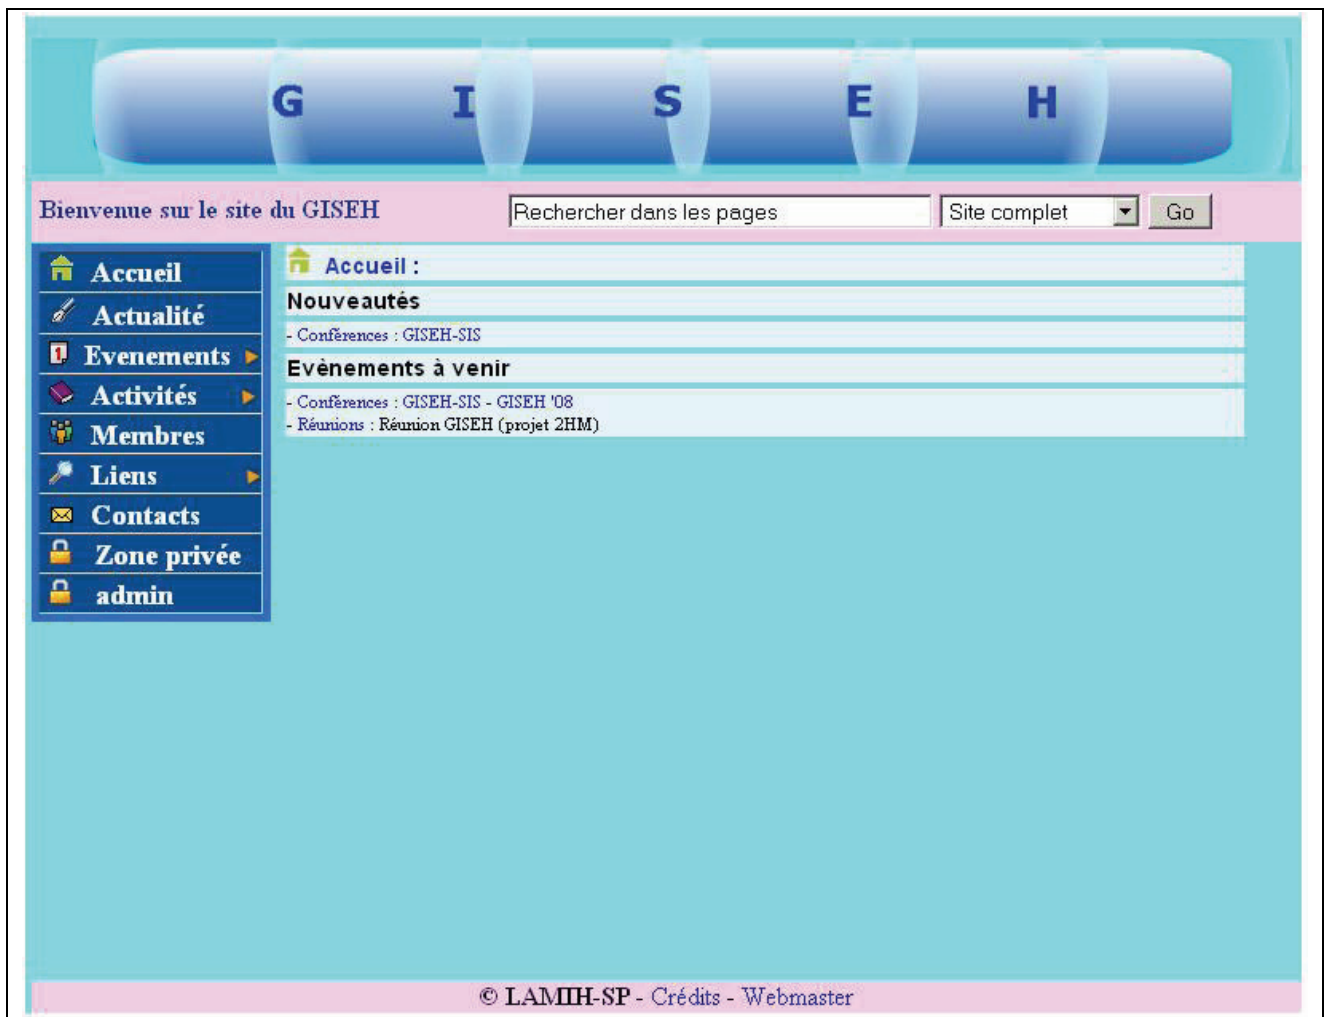 G I S E H
Bienvenue sur le site du GISEH
Rechercher dans les pages
Site complet
Go
Accueil
Actualité
Evenements
Activités
Membres
Liens
Contacts
Zone privée
admin
Accueil :
Nouveautés
- Conférences : GISEH-SIS
Evènements à venir
- Conférences : GISEH-SIS - GISEH '08
- Réunions : Réunion GISEH (projet 2HM)
© LAMIH-SP - Crédits - Webmaster